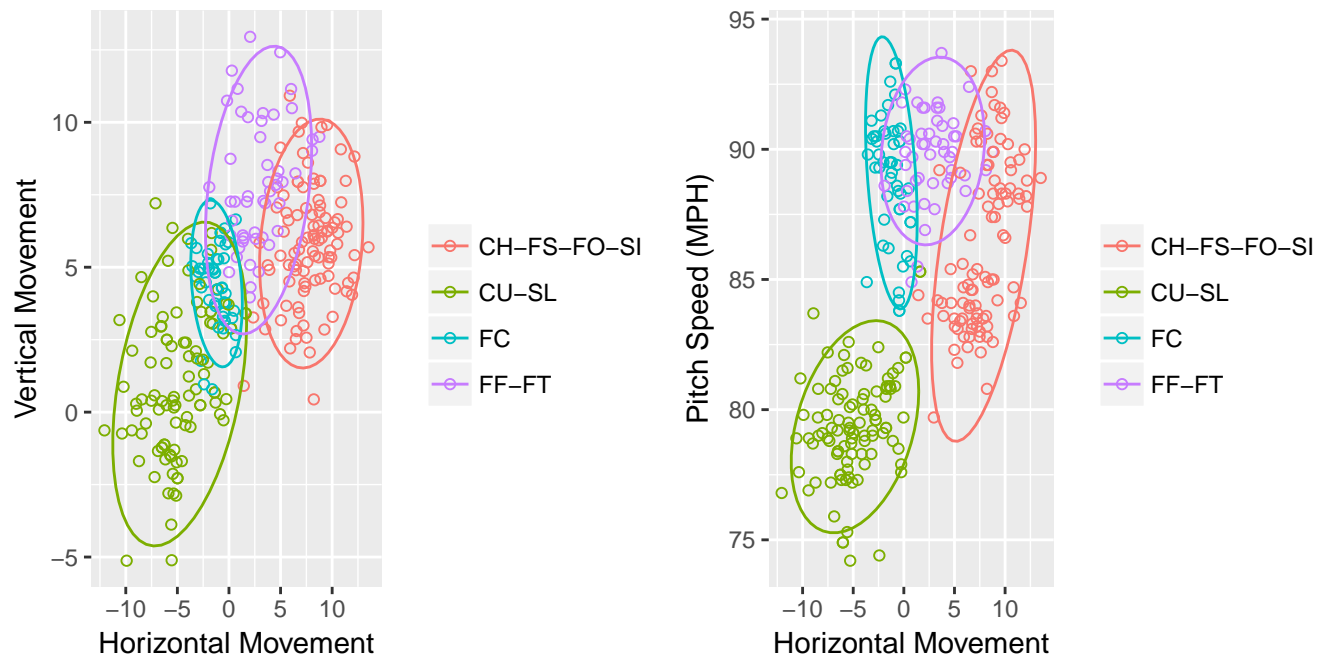 Vertical Movement
10
5
0
−5
−10 −5 0 5 10
Horizontal Movement
CH−FS−FO−SI
CU−SL
FC
FF−FT
Pitch Speed (MPH)
95
90
85
80
75
−10 −5 0 5 10
Horizontal Movement
CH−FS−FO−SI
CU−SL
FC
FF−FT